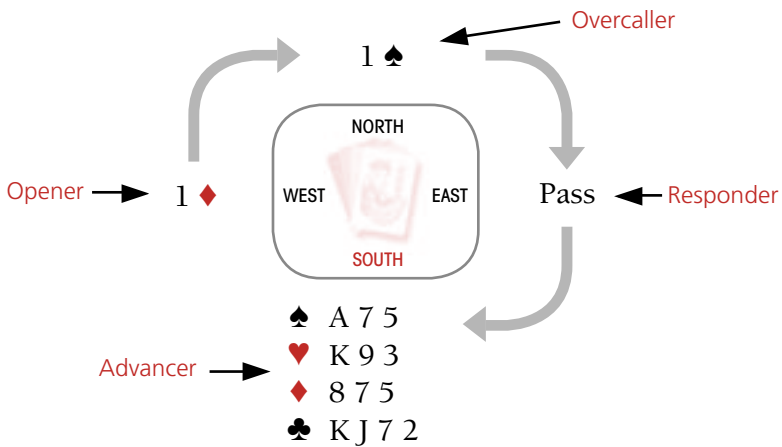 Overcaller
1 ♠
NORTH
Opener
1 ♦
WEST
EAST
Pass
Responder
SOUTH
♠ A 7 5
♥ K 9 3
Advancer
♦ 8 7 5
♣ K J 7 2